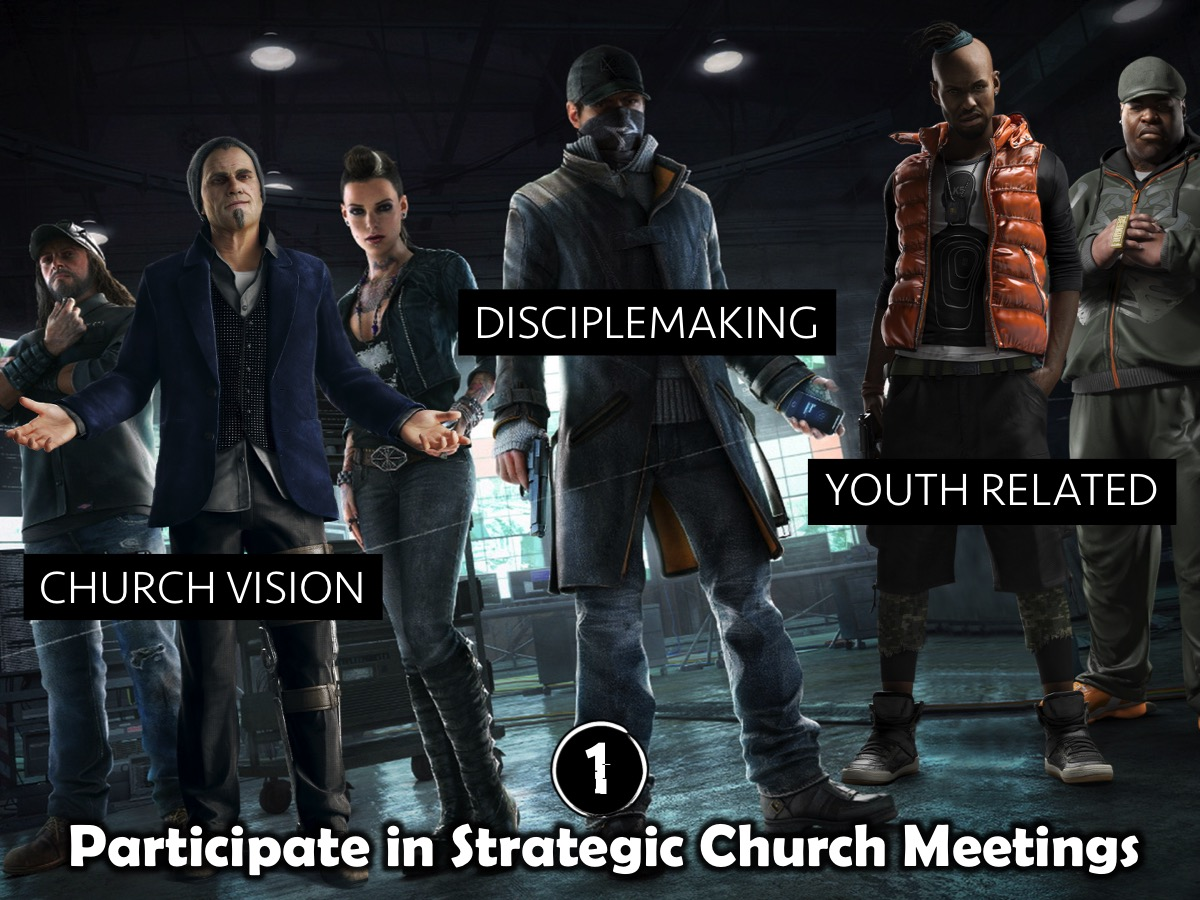 DISCIPLEMAKING
YOUTH RELATED
CHURCH VISION
1
Participate in Strategic Church Meetings